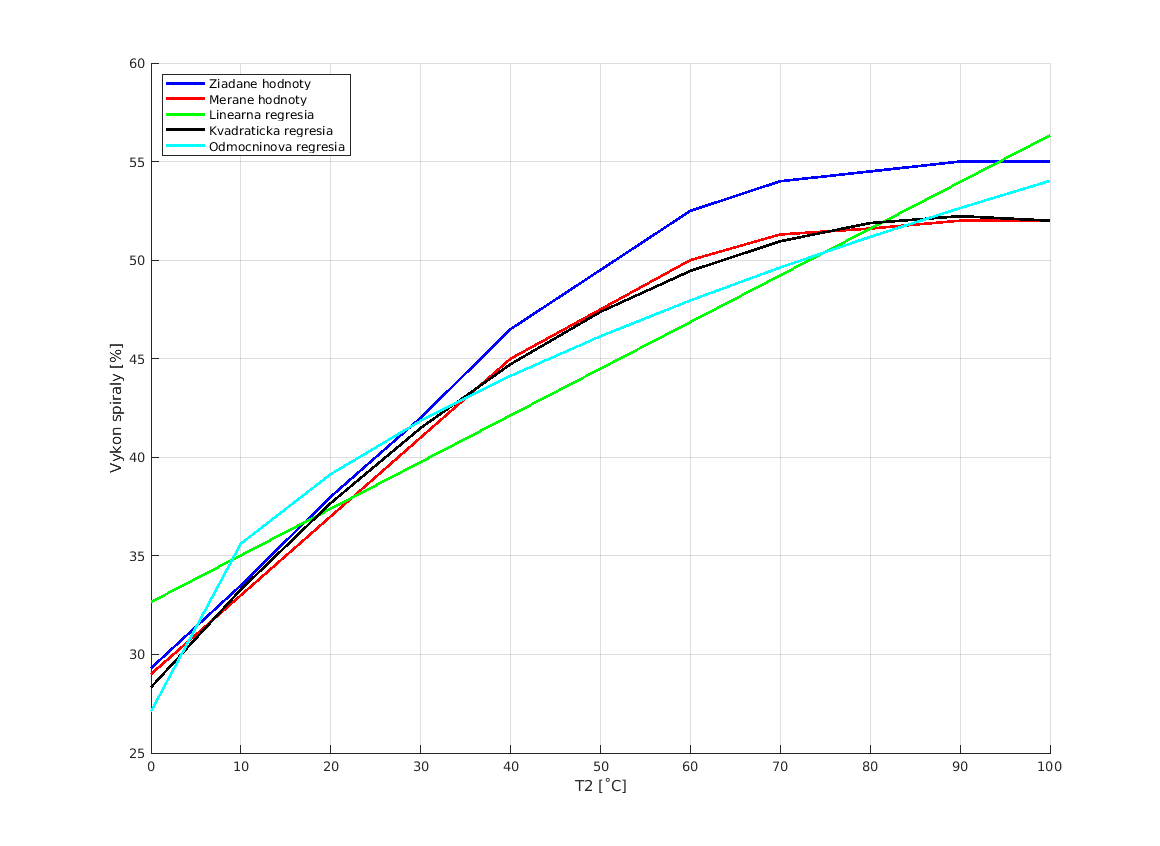 60
55
50
45
40
35
30
25
Vykon spiraly [%]
Ziadane hodnoty
Merane hodnoty
Linearna regresia
Kvadraticka regresia
Odmocninova regresia
0 10 20 30 40 50 60 70 80 90 100
T2 [˚C]